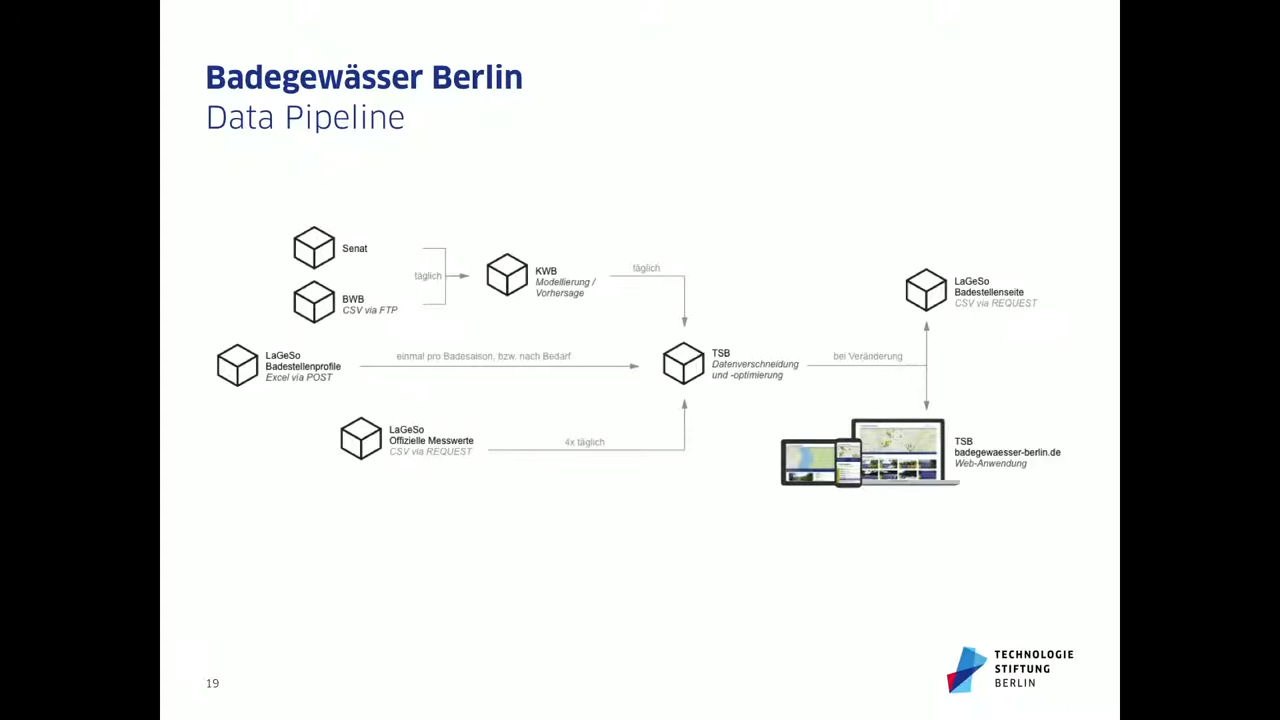 Badegewässer Berlin
Data Pipeline
Senat
BWB
CSV via FTP
täglich
KWB
Modellierung /
Vorhersage
täglich
LaGeSo
Badestellenprofile
Excel via POST
einmal pro Badesaison, bzw. nach Bedarf
LaGeSo
Offizielle Messwerte
CSV via REQUEST
4x täglich
TSB
Datenverschneidung
und -optimierung
bei Veränderung
LaGeSo
Badestellenseite
CSV via REQUEST
TSB
badegewaesser-berlin.de
Web-Anwendung
19
TECHNOLOGIE
STIFTUNG
BERLIN